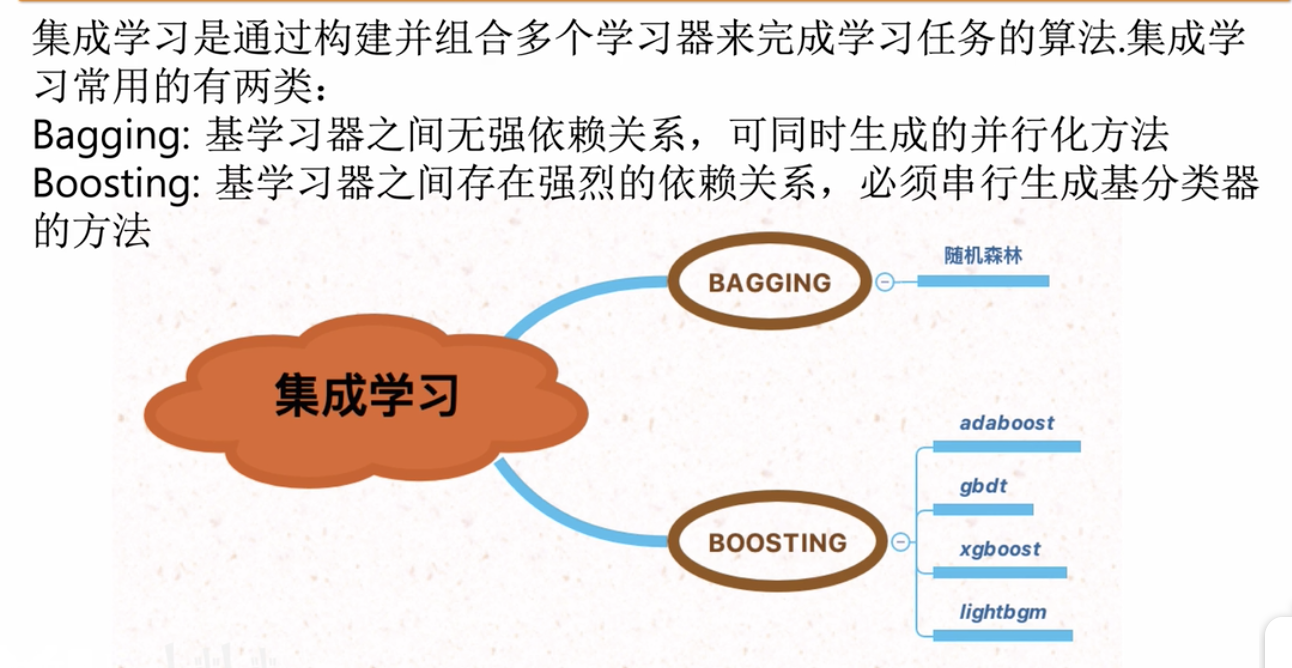 集成学习是通过构建并组合多个学习器来完成学习任务的算法.集成学
习常用的有两类：
Bagging: 基学习器之间无强依赖关系，可同时生成的并行化方法
Boosting: 基学习器之间存在强烈的依赖关系，必须串行生成基分类器
的方法
随机森林
BAGGING
集成学习
adaboost
gbdt
BOOSTING
xgboost
lightbgm